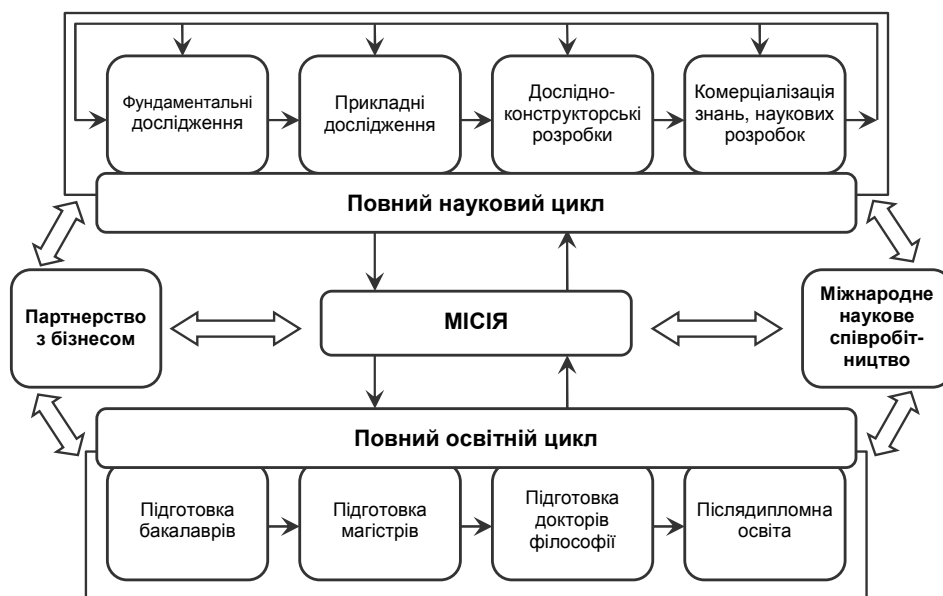 Фундаментальні
дослідження
Прикладні
дослідження
Дослідно-
конструкторські
розробки
Комерціалізація
знань, наукових
розробок
Повний науковий цикл
Партнерство
з бізнесом
МІСІЯ
Міжнародне
наукове
співробіт-
ництво
Повний освітній цикл
Підготовка
бакалаврів
Підготовка
магістрів
Підготовка
докторів
філософії
Післядипломна
освіта